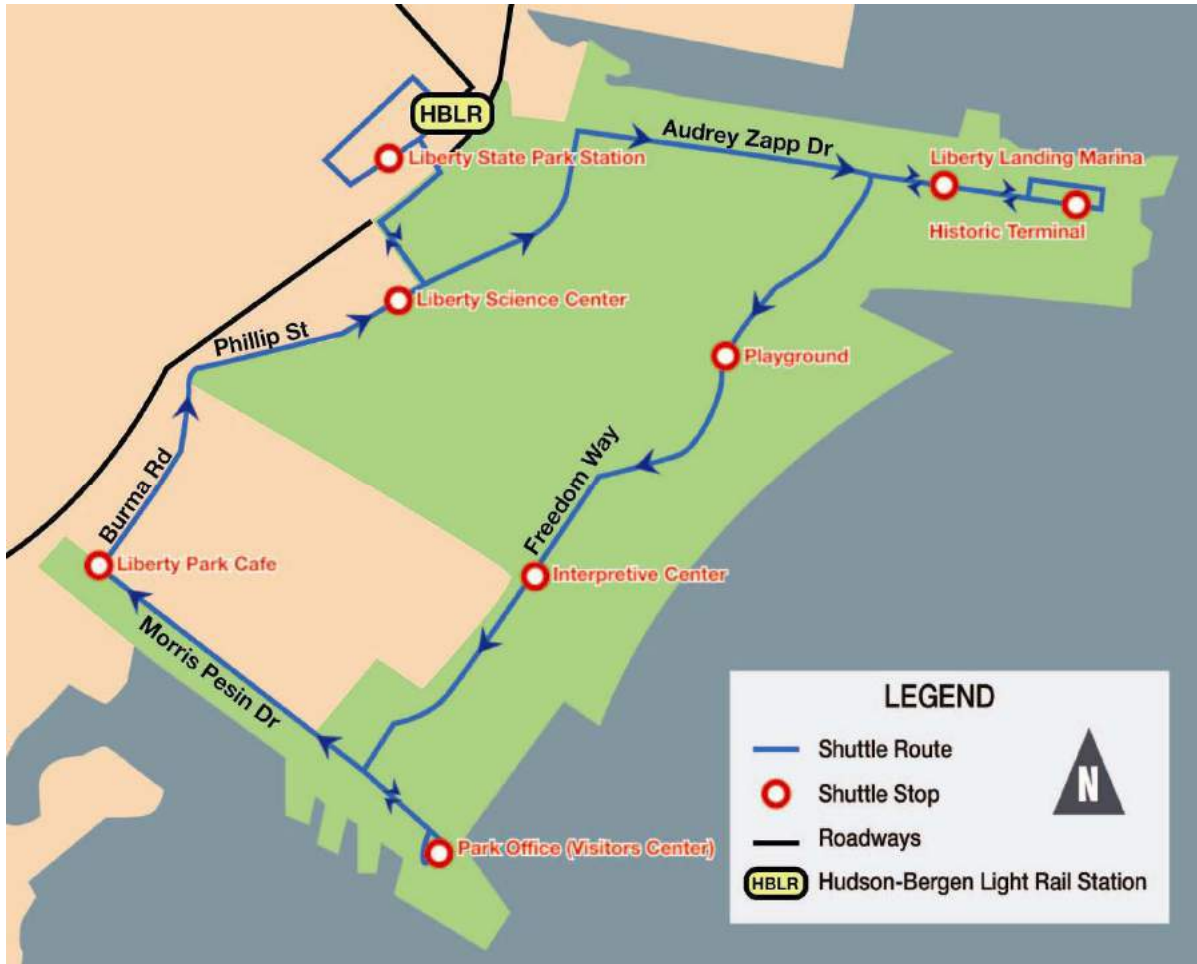 HBLR
Liberty State Park Station
Audrey Zapp Dr
Liberty Landing Marina
Historic Terminal
Liberty Science Center
Phillip St
Playground
Burma Rd
Freedom Way
Liberty Park Cafe
Interpretive Center
Morris Pesin Dr
Park Office (Visitors Center)
LEGEND
Shuttle Route
Shuttle Stop
N
Roadways
HBLR Hudson-Bergen Light Rail Station